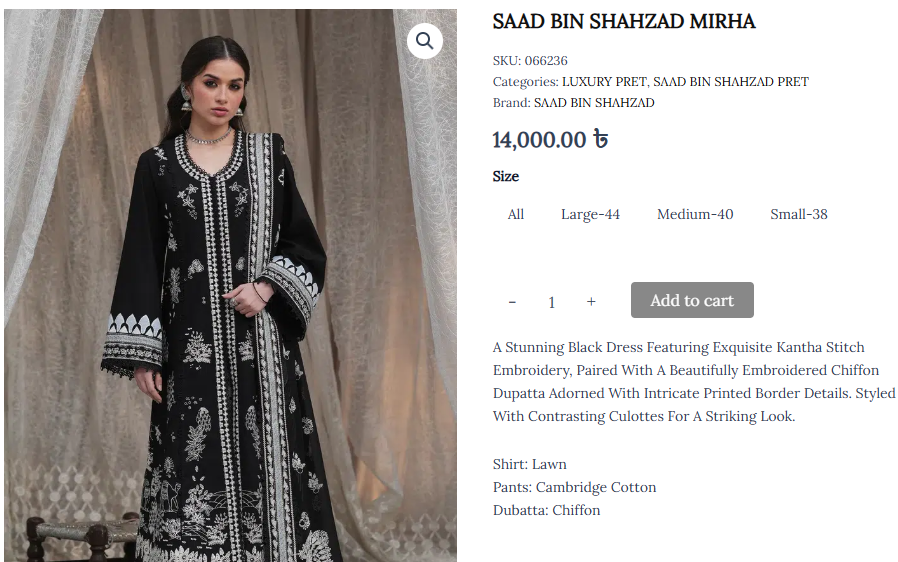 SAAD BIN SHAHZAD MIRHA
SKU: 066236
Categories: LUXURY PRET, SAAD BIN SHAHZAD PRET
Brand: SAAD BIN SHAHZAD
14,000.00 ৳
Size
All Large-44 Medium-40 Small-38
- 1 + Add to cart
A Stunning Black Dress Featuring Exquisite Kantha Stitch
Embroidery, Paired With A Beautifully Embroidered Chiffon
Dupatta Adorned With Intricate Printed Border Details. Styled
With Contrasting Culottes For A Striking Look.
Shirt: Lawn
Pants: Cambridge Cotton
Dubatta: Chiffon